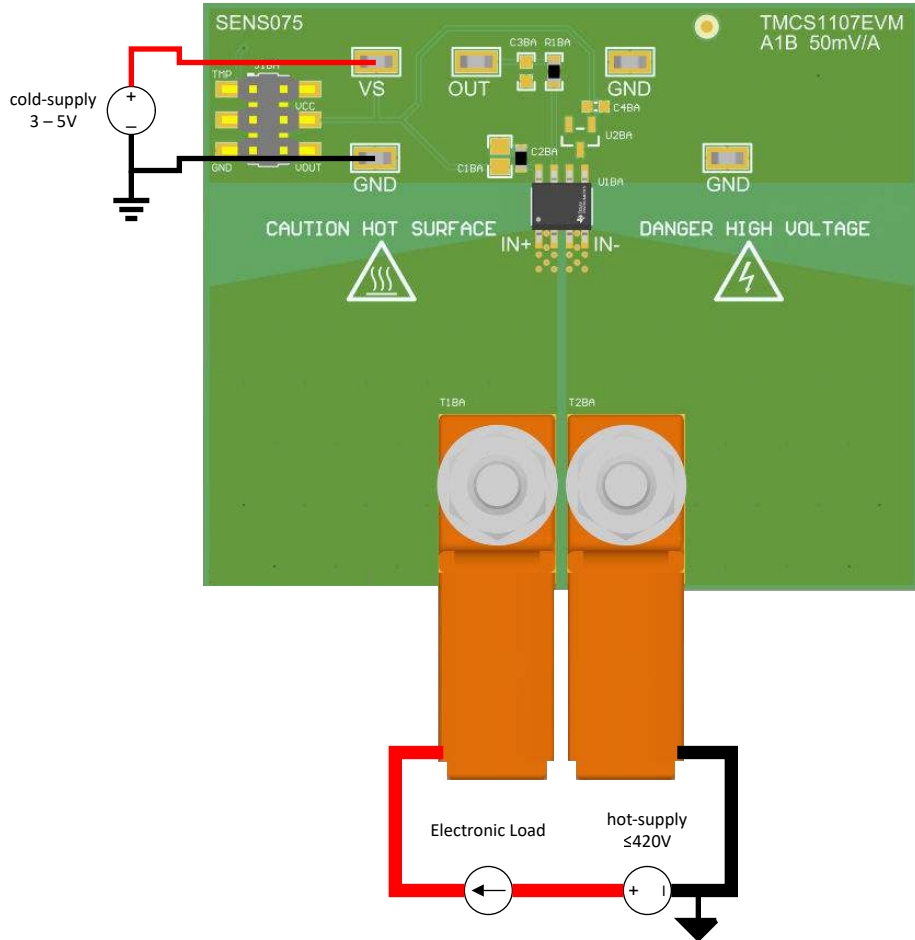 SENS075
TMCS1107EVM
A1B 50mV/A
cold-supply
3 – 5V
+
–
TMP
J1BA
VCC
GND
VOUT
VS
OUT
C3BA
R1BA
GND
C4BA
U2BA
C1BA
C2BA
U1BA
GND
GND
CAUTION HOT SURFACE
IN+
IN-
DANGER HIGH VOLTAGE
T1BA
T2BA
Electronic Load
hot-supply
≤420V
+
–